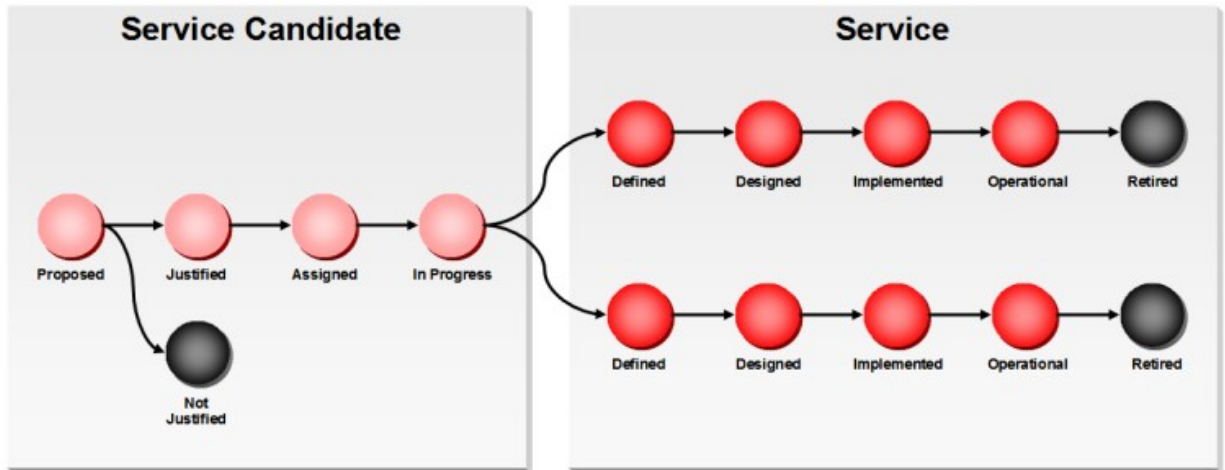 Service Candidate
Service
Defined
Designed
Implemented
Operational
Retired
Proposed
Justified
Assigned
In Progress
Not
Justified
Defined
Designed
Implemented
Operational
Retired